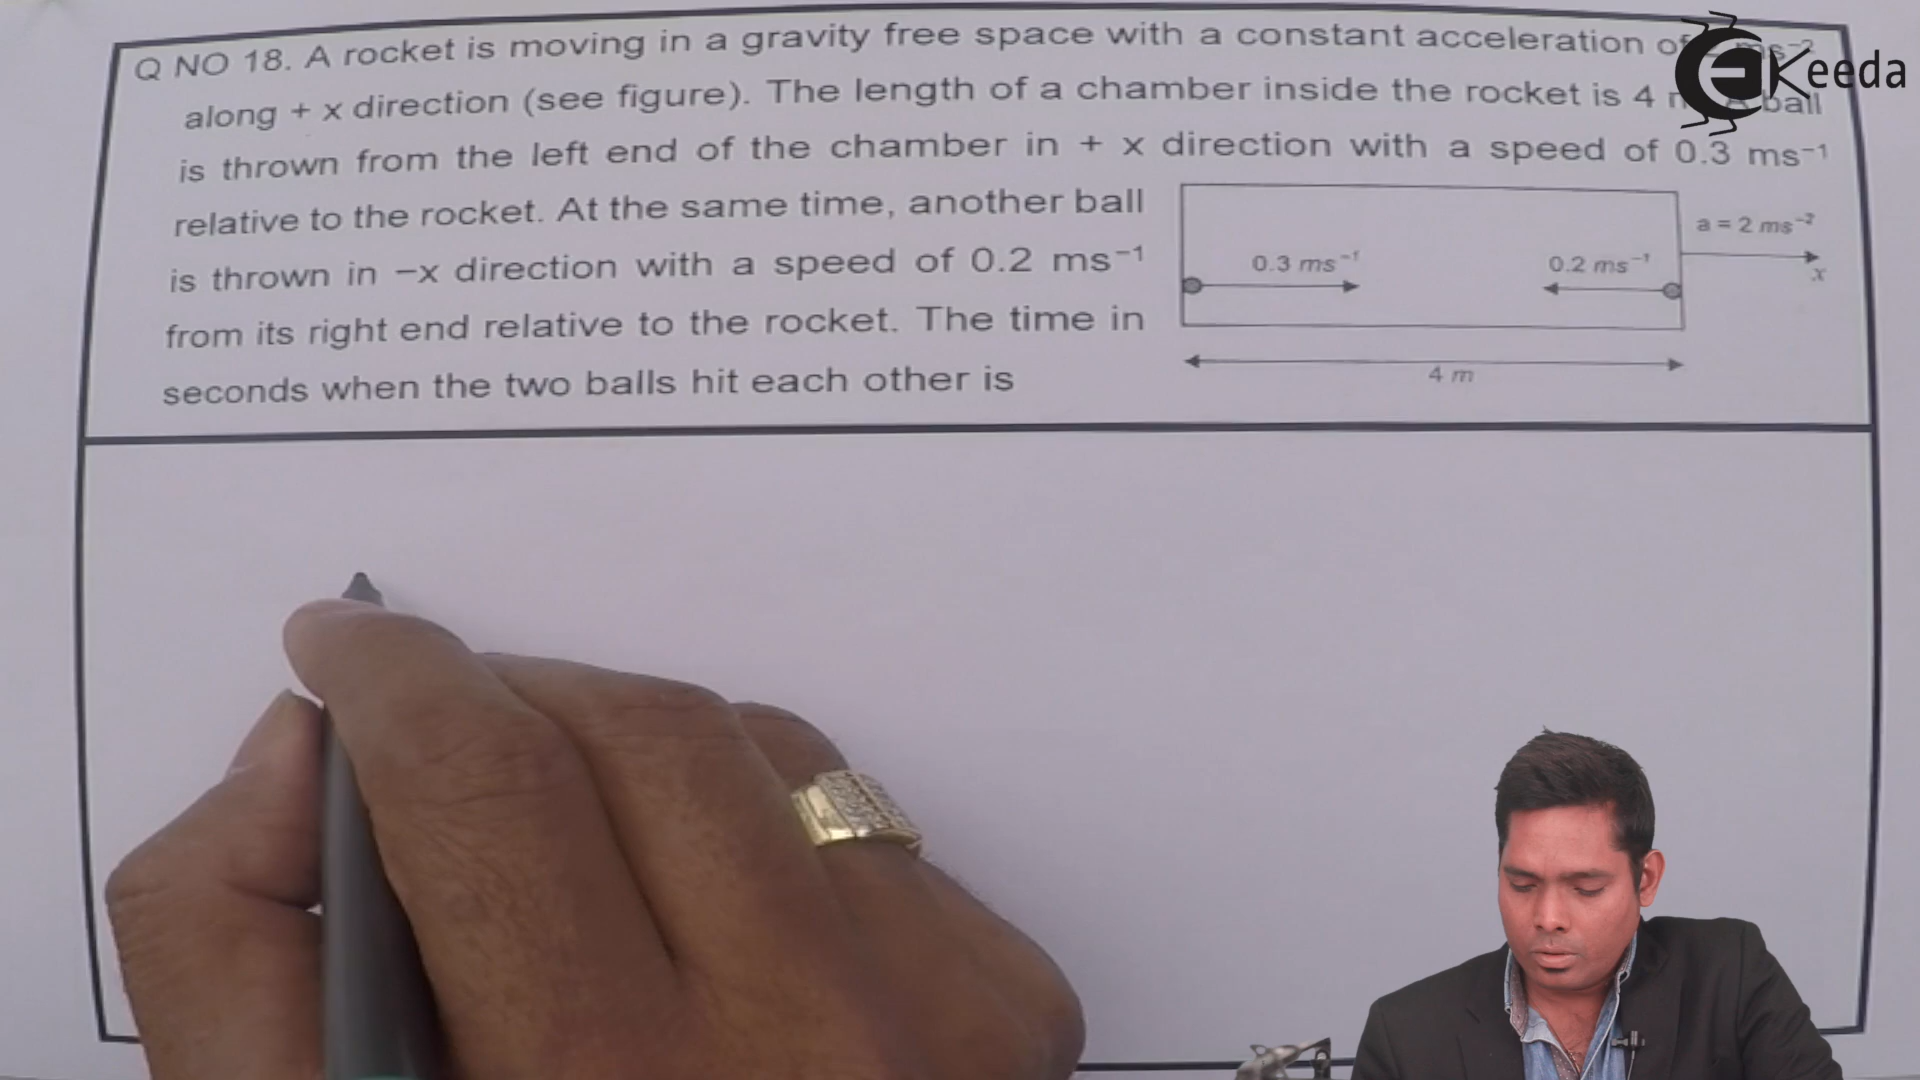 Q NO 18. A rocket is moving in a gravity free space with a constant acceleration of ms⁻²
along + x direction (see figure). The length of a chamber inside the rocket is 4 ball
is thrown from the left end of the chamber in + x direction with a speed of 0.3 ms⁻¹
relative to the rocket. At the same time, another ball
is thrown in −x direction with a speed of 0.2 ms⁻¹
from its right end relative to the rocket. The time in
seconds when the two balls hit each other is
a = 2 ms⁻²
0.3 ms⁻¹
0.2 ms⁻¹
x
4 m
eKeeda